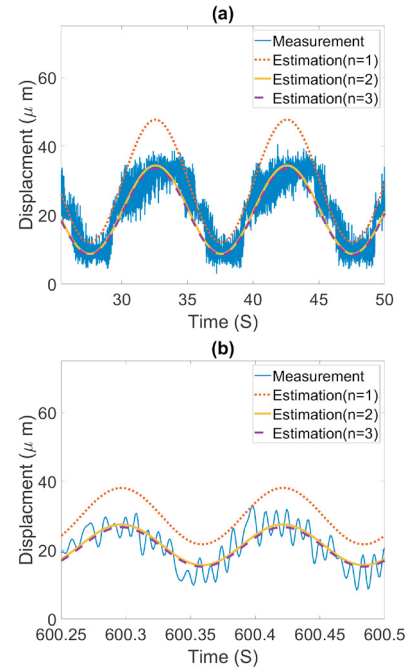 (a)
Displacment (μ m)
60
40
20
0
Measurement
Estimation(n=1)
Estimation(n=2)
Estimation(n=3)
30 35 40 45 50
Time (S)
(b)
Displacment (μ m)
60
40
20
0
Measurement
Estimation(n=1)
Estimation(n=2)
Estimation(n=3)
600.25 600.3 600.35 600.4 600.45 600.5
Time (S)